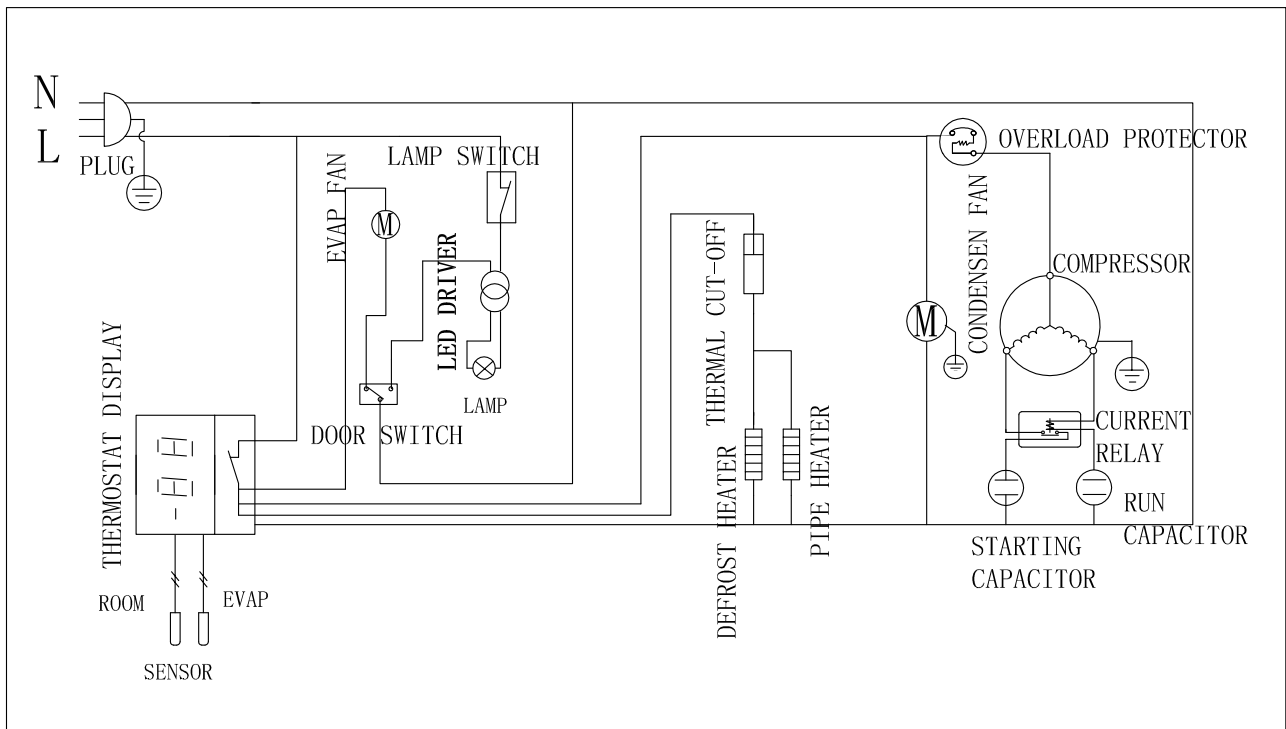 N
L
PLUG
LAMP SWITCH
EVAP FAN
M
LED DRIVER
LAMP
DOOR SWITCH
THERMOSTAT DISPLAY
ROOM
EVAP
SENSOR
THERMAL CUT-OFF
DEFROST HEATER
PIPE HEATER
OVERLOAD PROTECTOR
CONDENSEN FAN
M
COMPRESSOR
CURRENT
RELAY
RUN
CAPACITOR
STARTING
CAPACITOR